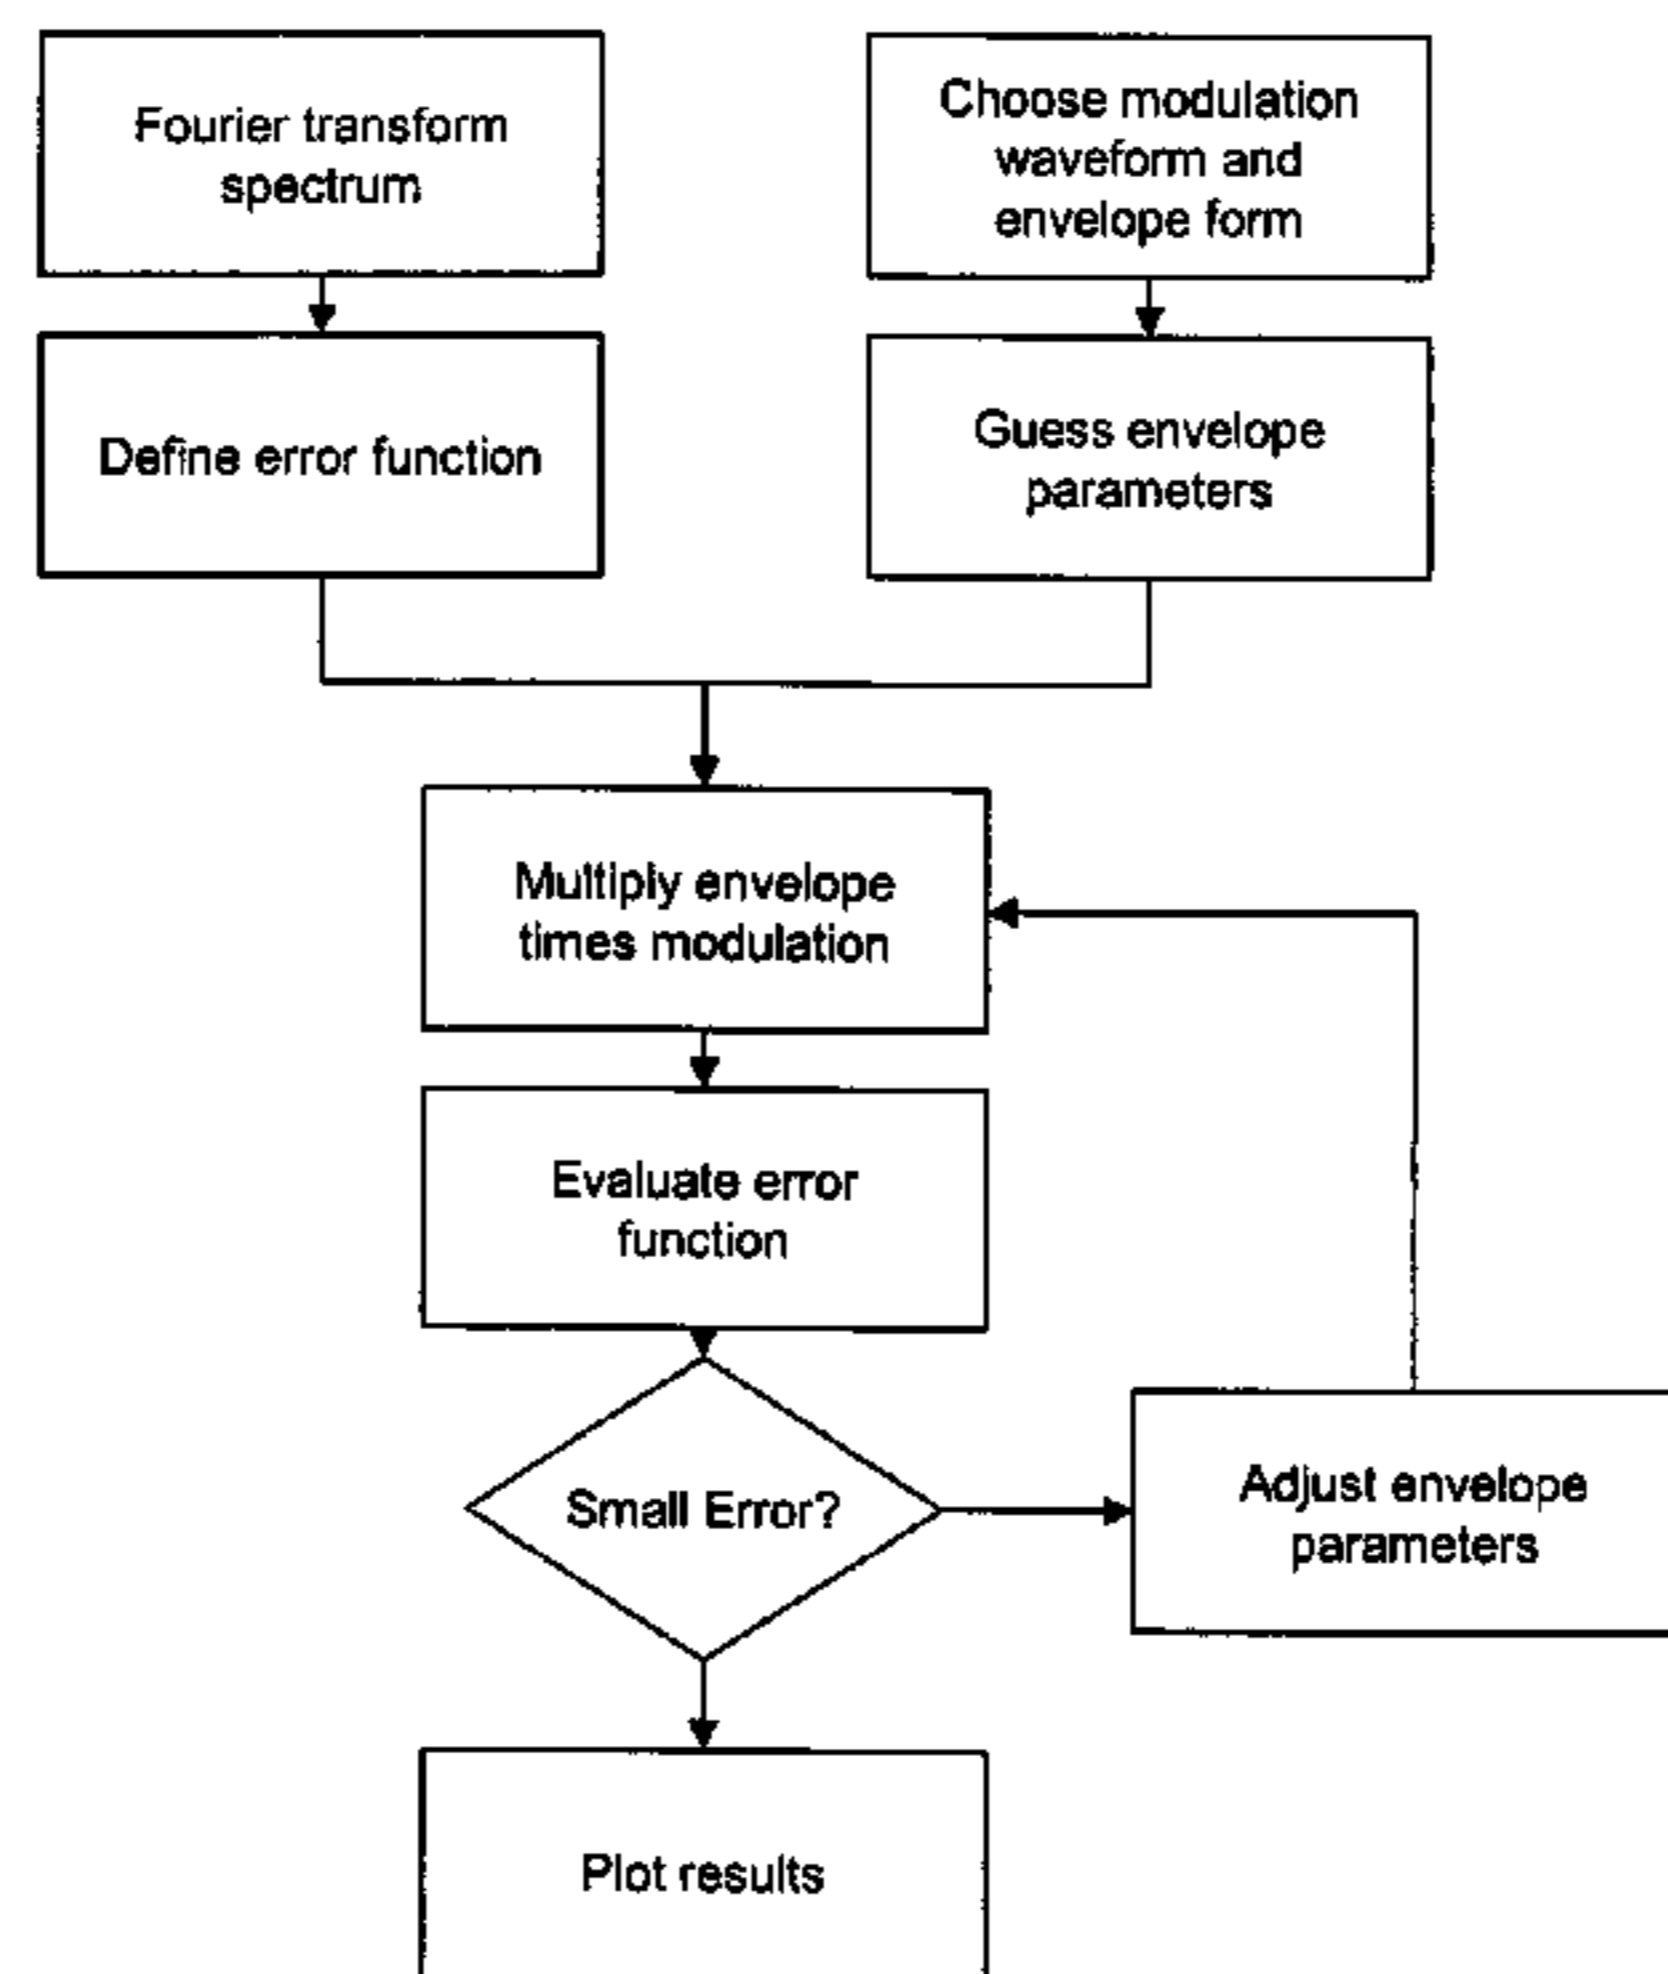 Fourier transform
spectrum
Choose modulation
waveform and
envelope form
Define error function
Guess envelope
parameters
Multiply envelope
times modulation
Evaluate error
function
Small Error?
Adjust envelope
parameters
Plot results